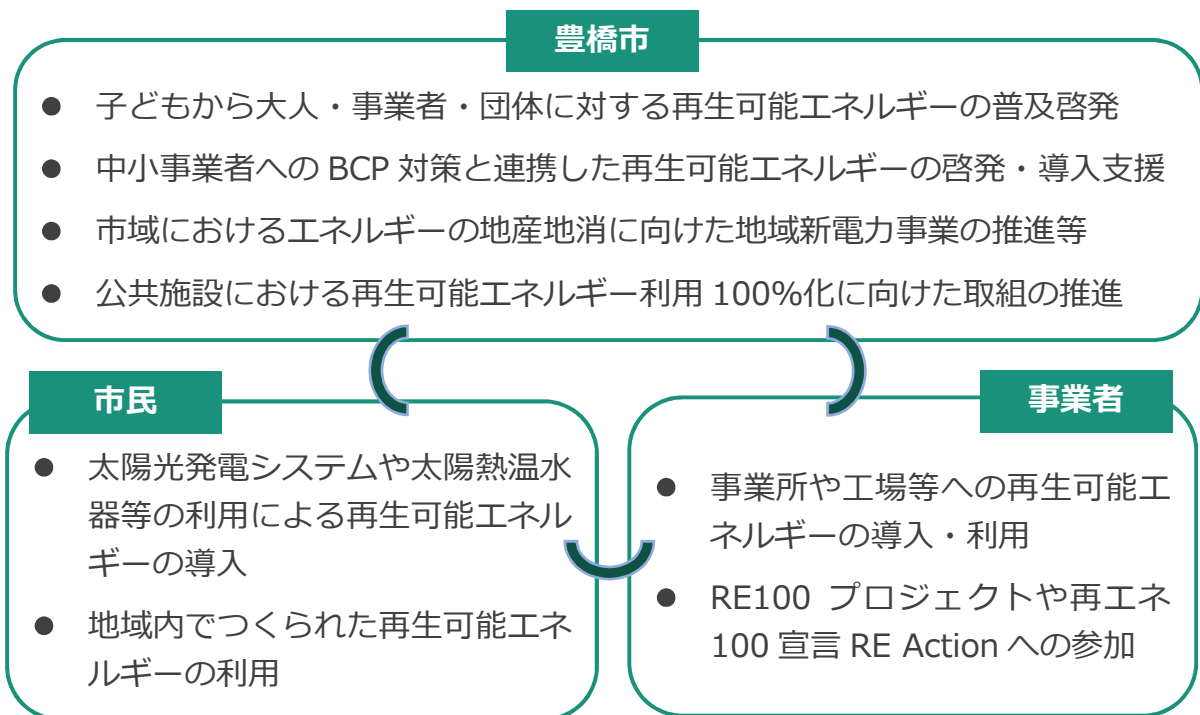 豊橋市
● 子どもから大人・事業者・団体に対する再生可能エネルギーの普及啓発
● 中小事業者への BCP 対策と連携した再生可能エネルギーの啓発・導入支援
● 市域におけるエネルギーの地産地消に向けた地域新電力事業の推進等
● 公共施設における再生可能エネルギー利用 100%化に向けた取組の推進
市民
● 太陽光発電システムや太陽熱温水
器等の利用による再生可能エネル
ギーの導入
● 地域内でつくられた再生可能エネ
ルギーの利用
事業者
● 事業所や工場等への再生可能エ
ネルギーの導入・利用
● RE100 プロジェクトや再エネ
100 宣言 RE Action への参加